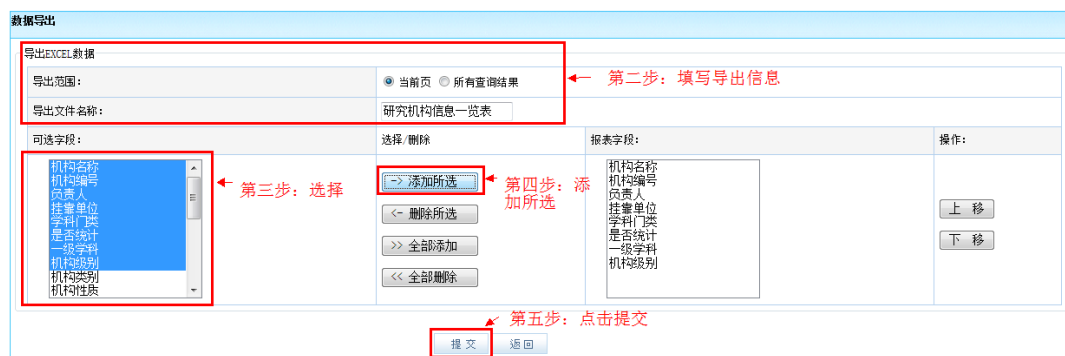 数据导出
导出EXCEL数据
导出范围：
当前页 所有查询结果
第二步：填写导出信息
导出文件名称：
研究机构信息一览表
可选字段：
选择/删除
报表字段：
操作：
机构名称
机构编号
负责人
挂靠单位
学科门类
是否统计
一级学科
机构级别
机构类别
机构性质
第三步：选择
-> 添加所选
<- 删除所选
>> 全部添加
<< 全部删除
第四步：添
加所选
机构名称
机构编号
负责人
挂靠单位
学科门类
是否统计
一级学科
机构级别
上 移
下 移
第五步：点击提交
提 交
返 回